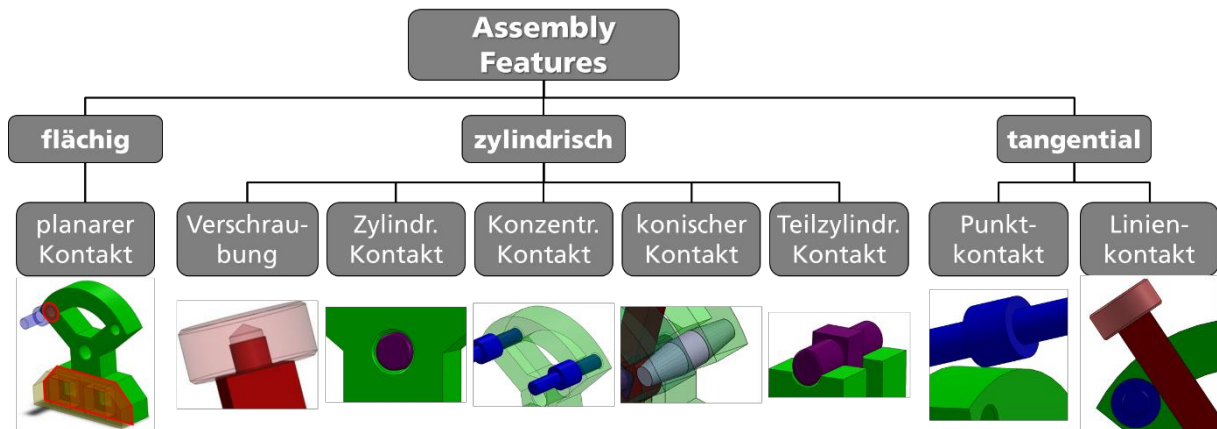 Assembly
Features
flächig
zylindrisch
tangential
planarer
Kontakt
Verschrau-
bung
Zylindr.
Kontakt
Konzentr.
Kontakt
konischer
Kontakt
Teilzylindr.
Kontakt
Punkt-
kontakt
Linien-
kontakt